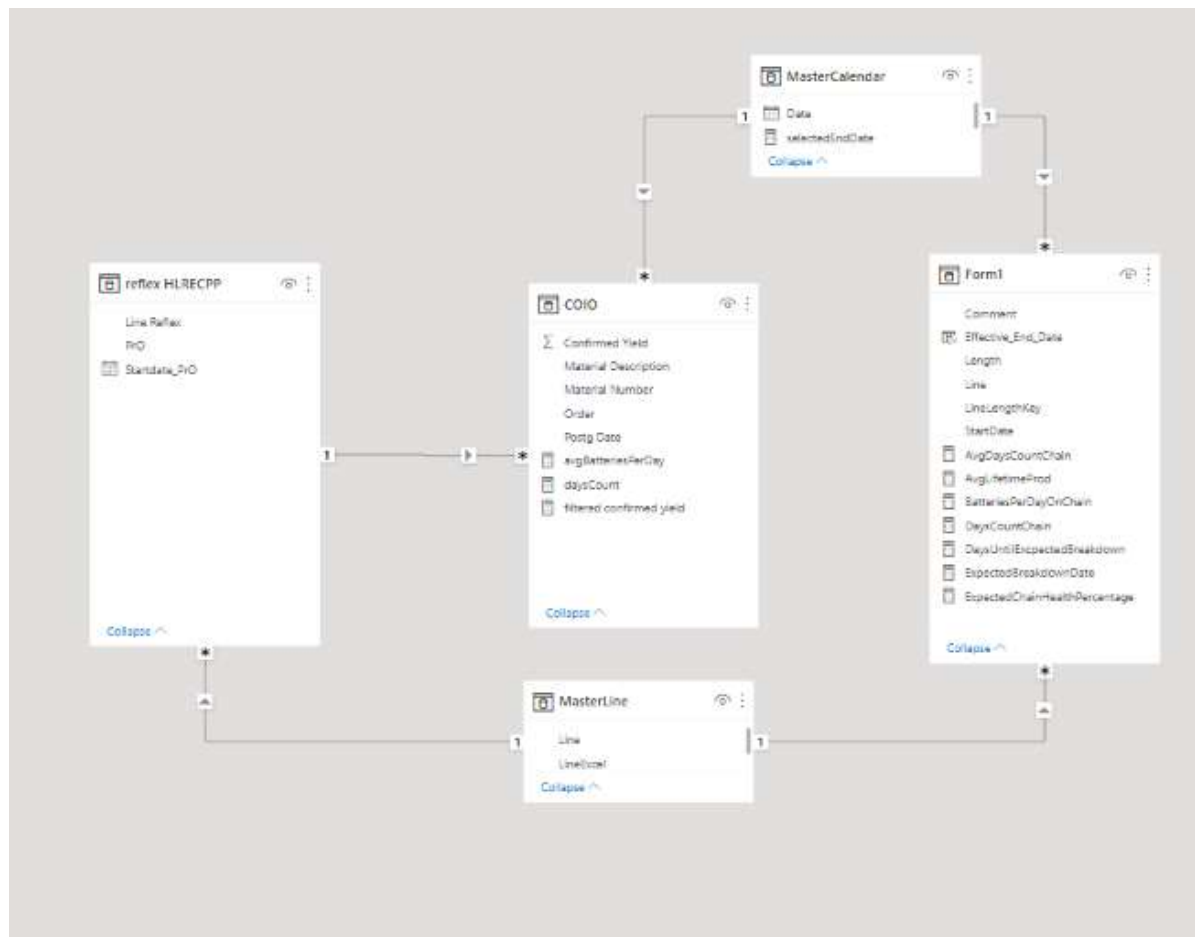 MasterCalendar
1
Date
1
selectedEndDate
Collapse
*
*
reflex HLRECPP
Line Reflex
PrO
Startdate_PrO
1
Collapse
*
COIO
Confirmed Yield
Material Description
Material Number
Order
Postg Date
*
avgBatteriesPerDay
daysCount
filtered confirmed yield
Collapse
Form1
Comment
Effective_End_Date
Length
Line
LineLengthKey
StartDate
AvgDaysCountChain
AvgLifetimeProd
BatteriesPerDayOnChain
DaysCountChain
DaysUntilExcpectedBreakdown
ExpectedBreakdownDate
ExpectedChainHealthPercentage
Collapse
*
MasterLine
1
Line
1
LineExcel
Collapse